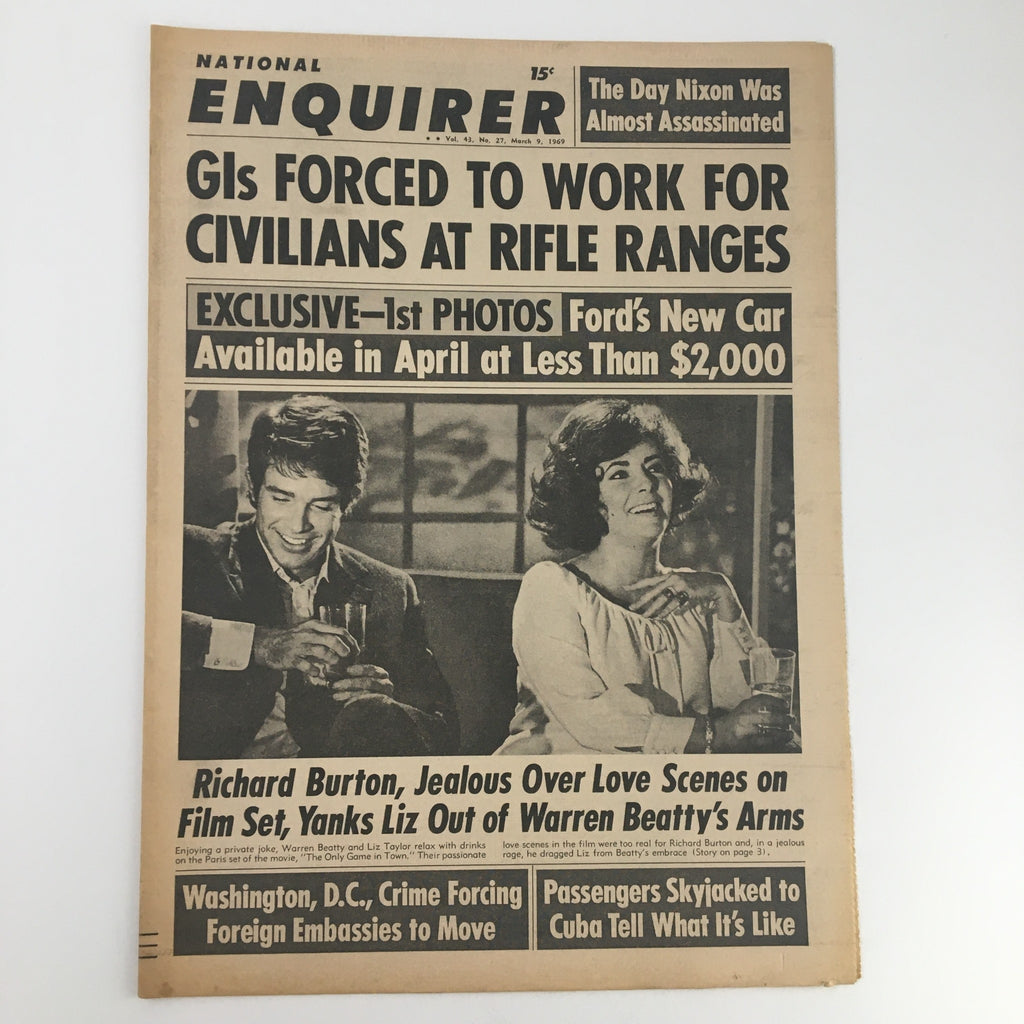 NATIONAL
ENQUIRER
15¢
★ ★ Vol. 43, No. 27, March 9, 1969
The Day Nixon Was
Almost Assassinated
GIs FORCED TO WORK FOR
CIVILIANS AT RIFLE RANGES
EXCLUSIVE—1st PHOTOS Ford's New Car
Available in April at Less Than $2,000
Richard Burton, Jealous Over Love Scenes on
Film Set, Yanks Liz Out of Warren Beatty's Arms
Enjoying a private joke, Warren Beatty and Liz Taylor relax with drinks
on the Paris set of the movie, "The Only Game in Town." Their passionate
love scenes in the film were too real for Richard Burton and, in a jealous
rage, he dragged Liz from Beatty's embrace (Story on page 3).
Washington, D.C., Crime Forcing
Foreign Embassies to Move
Passengers Skyjacked to
Cuba Tell What It's Like